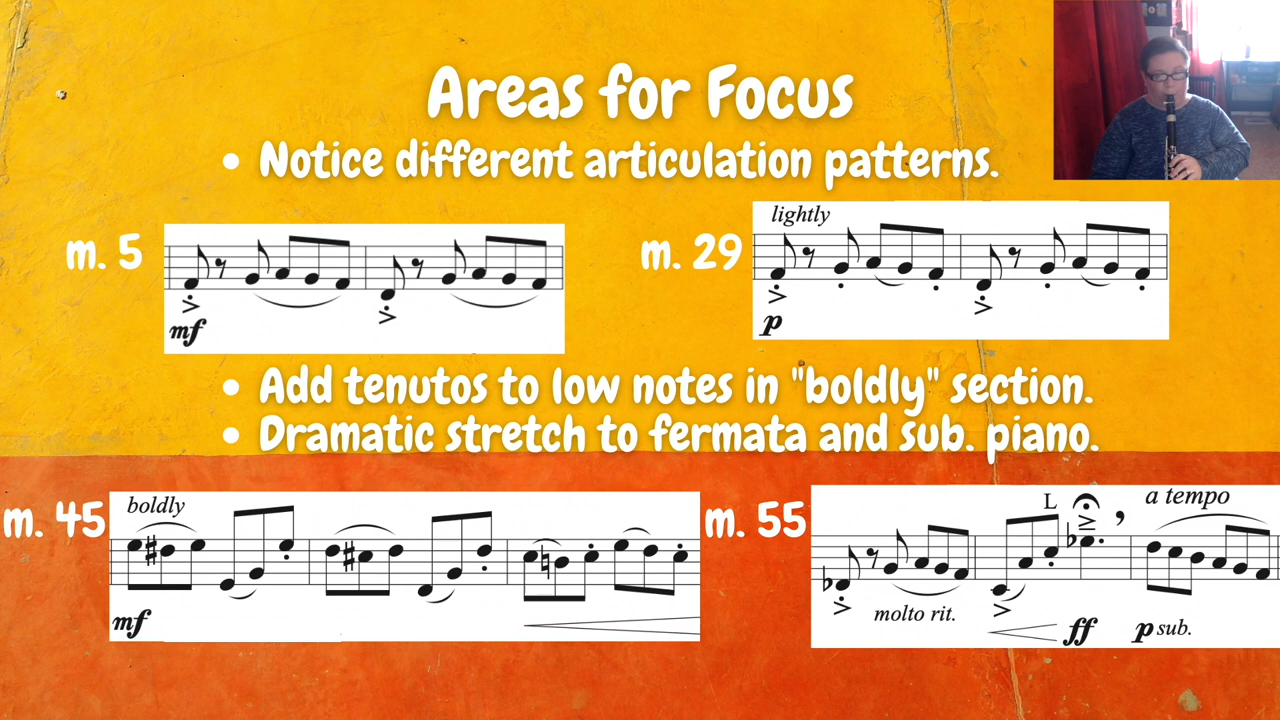 Areas for Focus
• Notice different articulation patterns.
m. 5
mf
m. 29
lightly
p
• Add tenutos to low notes in "boldly" section.
• Dramatic stretch to fermata and sub. piano.
m. 45
boldly
mf
m. 55
L
a tempo
molto rit.
ff
p sub.